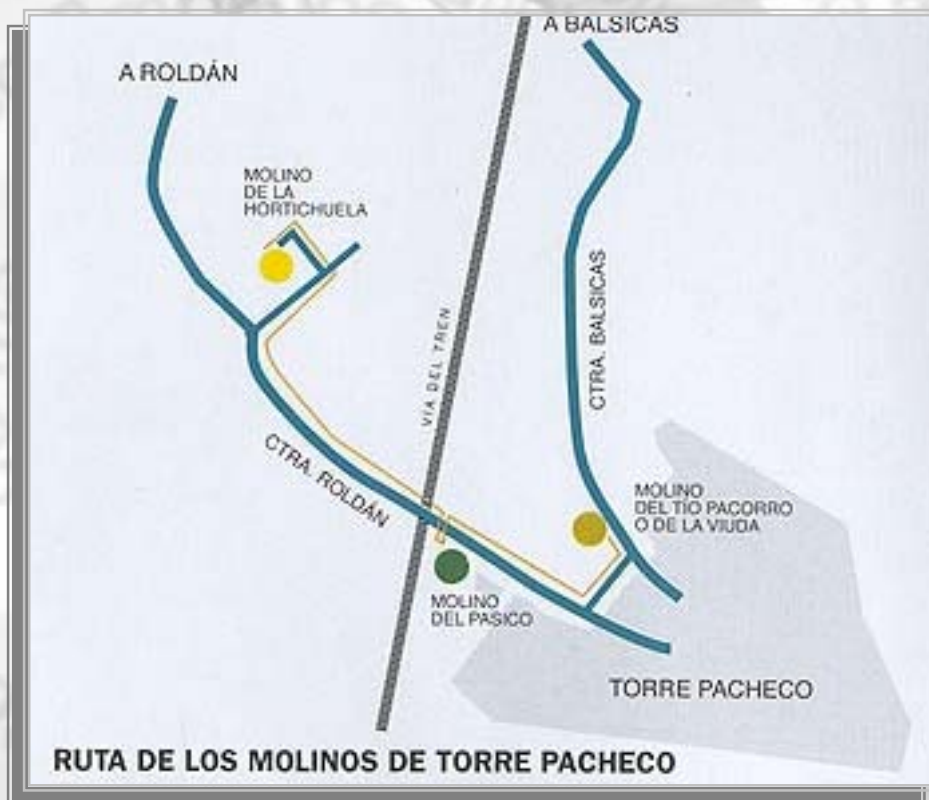 A BALSICAS
A ROLDÁN
MOLINO
DE LA
HORTICHUELA
VÍA DEL TREN
CTRA. BALSICAS
CTRA. ROLDÁN
MOLINO
DEL TÍO PACORRO
O DE LA VIUDA
MOLINO
DEL PASICO
TORRE PACHECO
RUTA DE LOS MOLINOS DE TORRE PACHECO